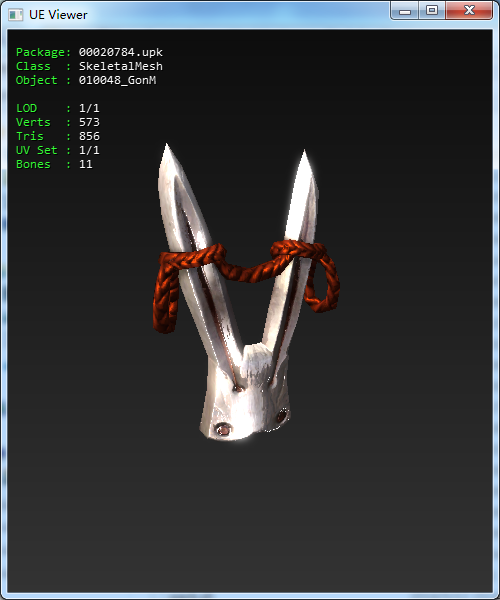 UE Viewer
Package: 00020784.upk
Class  : SkeletalMesh
Object : 010048_GonM
LOD    : 1/1
Verts  : 573
Tris   : 856
UV Set : 1/1
Bones  : 11